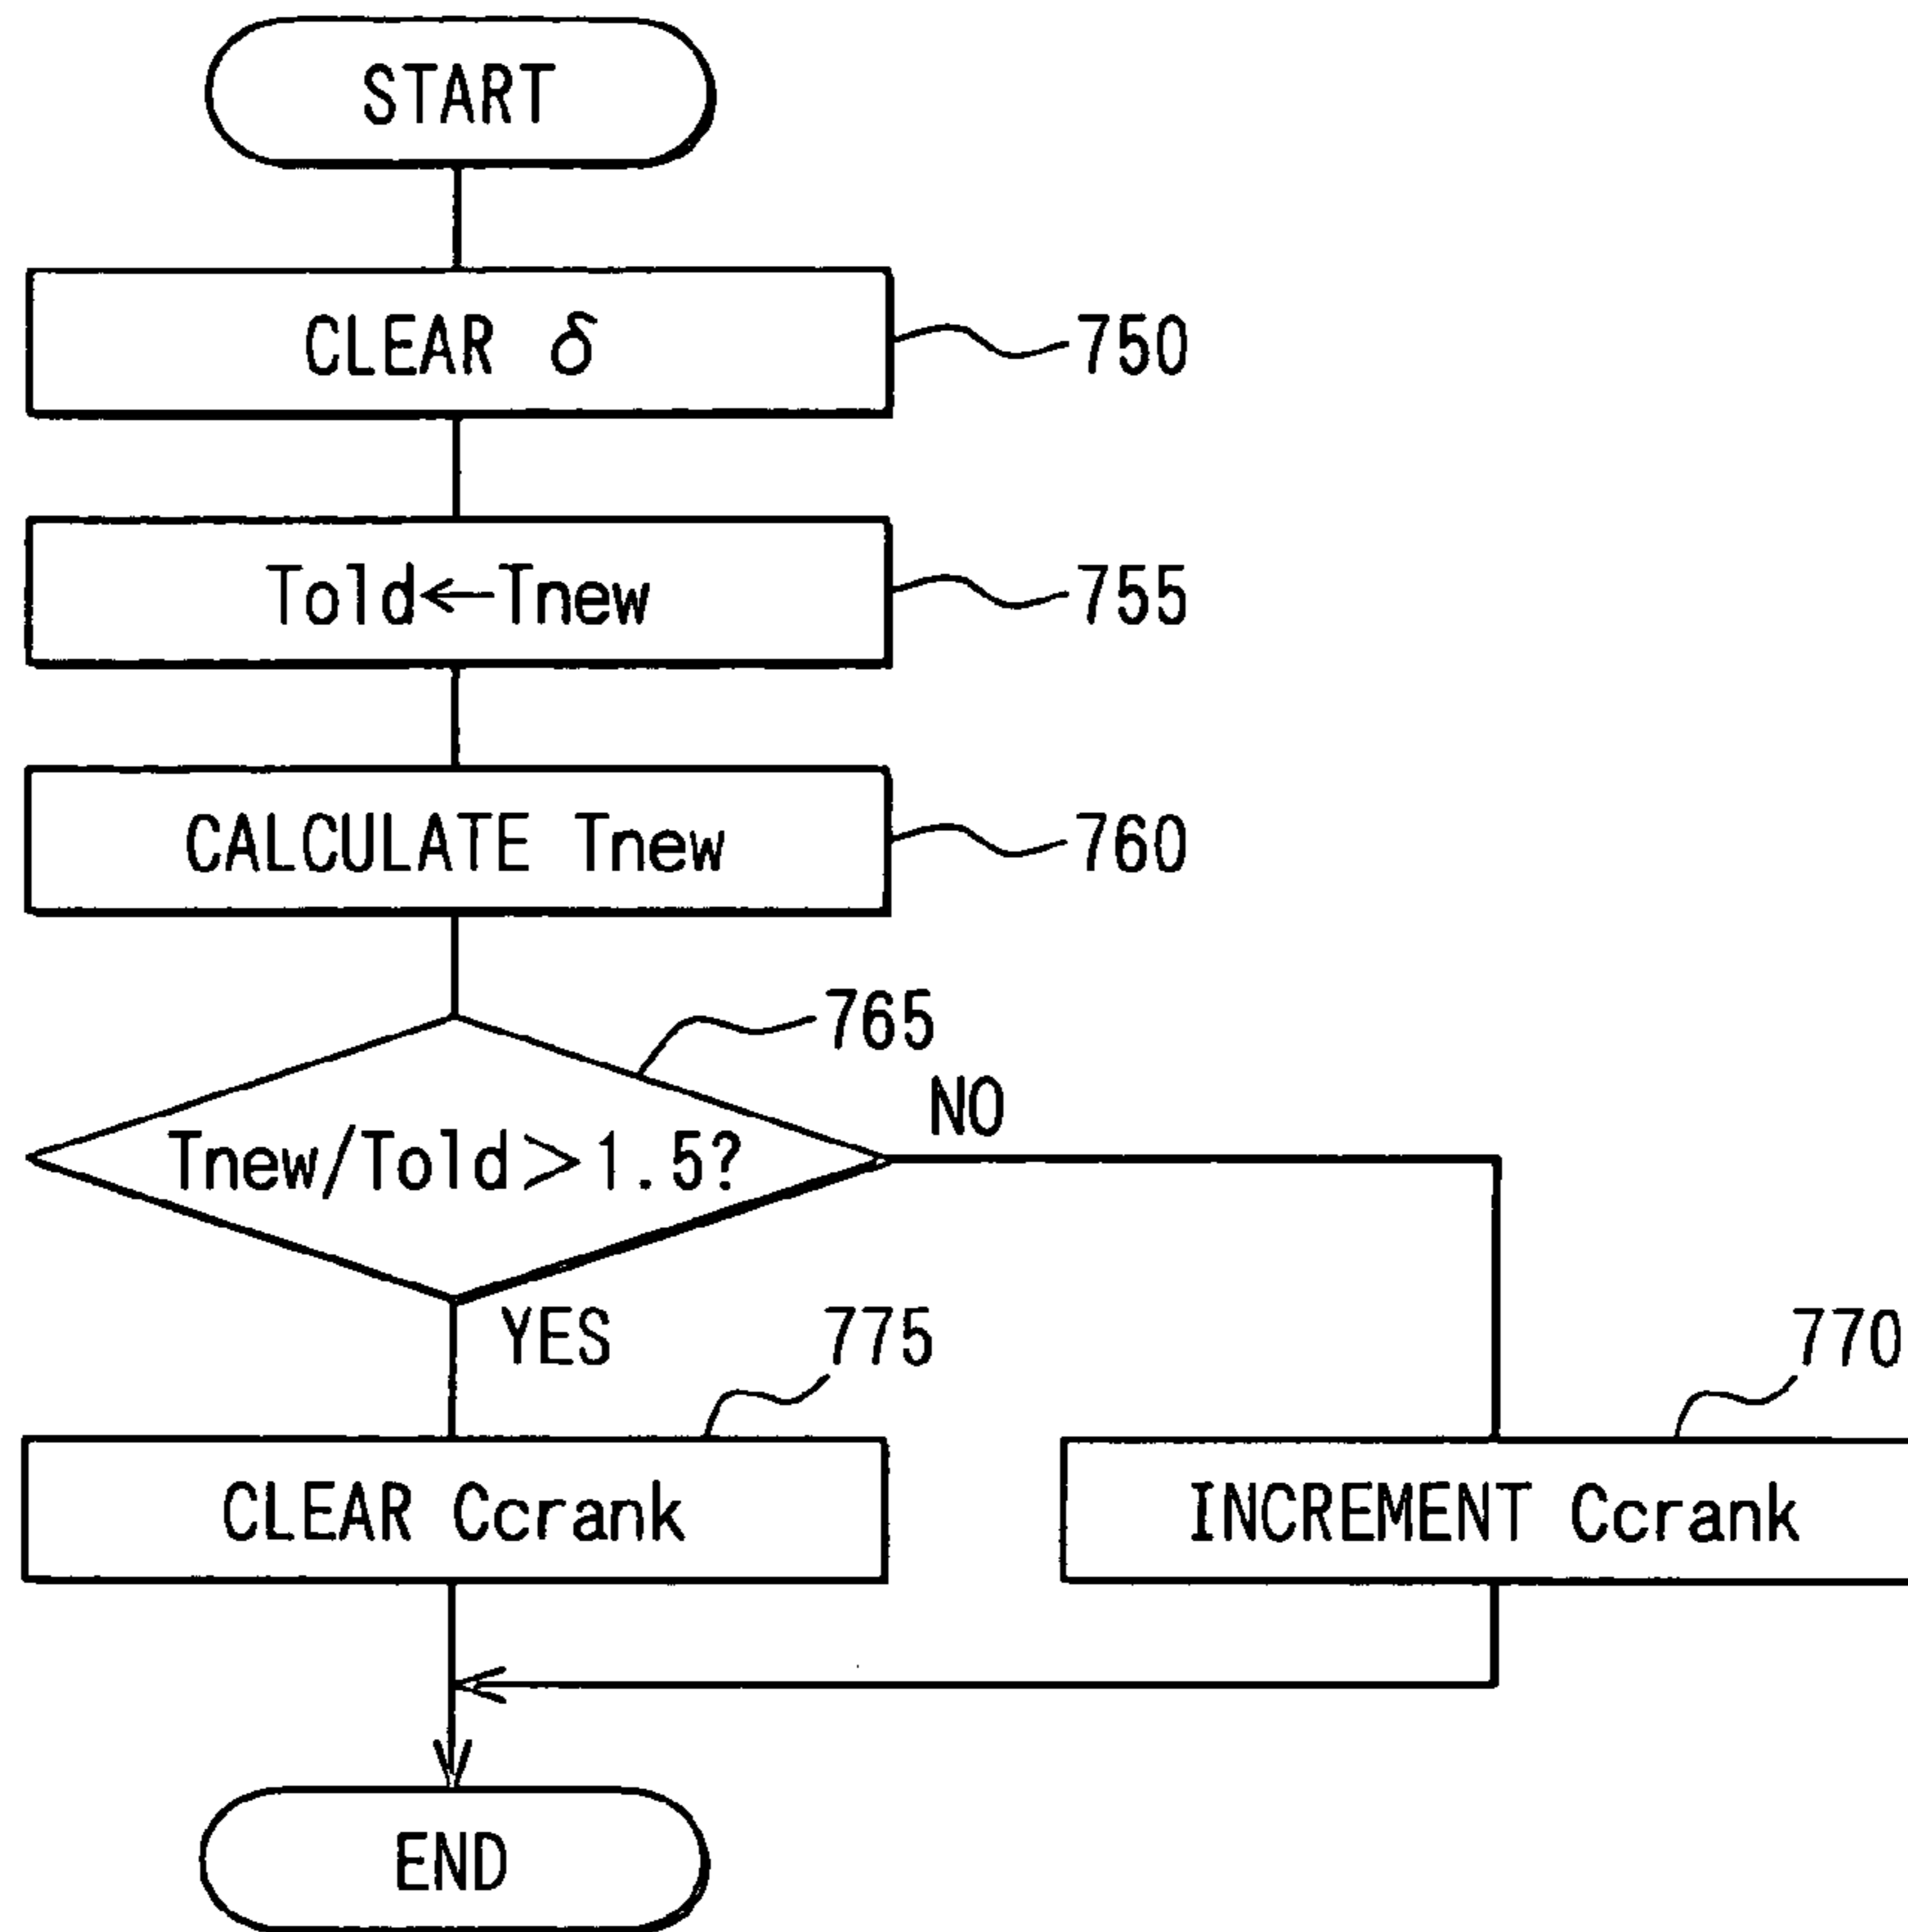 START
CLEAR δ
750
Told←Tnew
755
CALCULATE Tnew
760
765
Tnew/Told>1.5?
NO
YES
775
770
CLEAR Ccrank
INCREMENT Ccrank
END